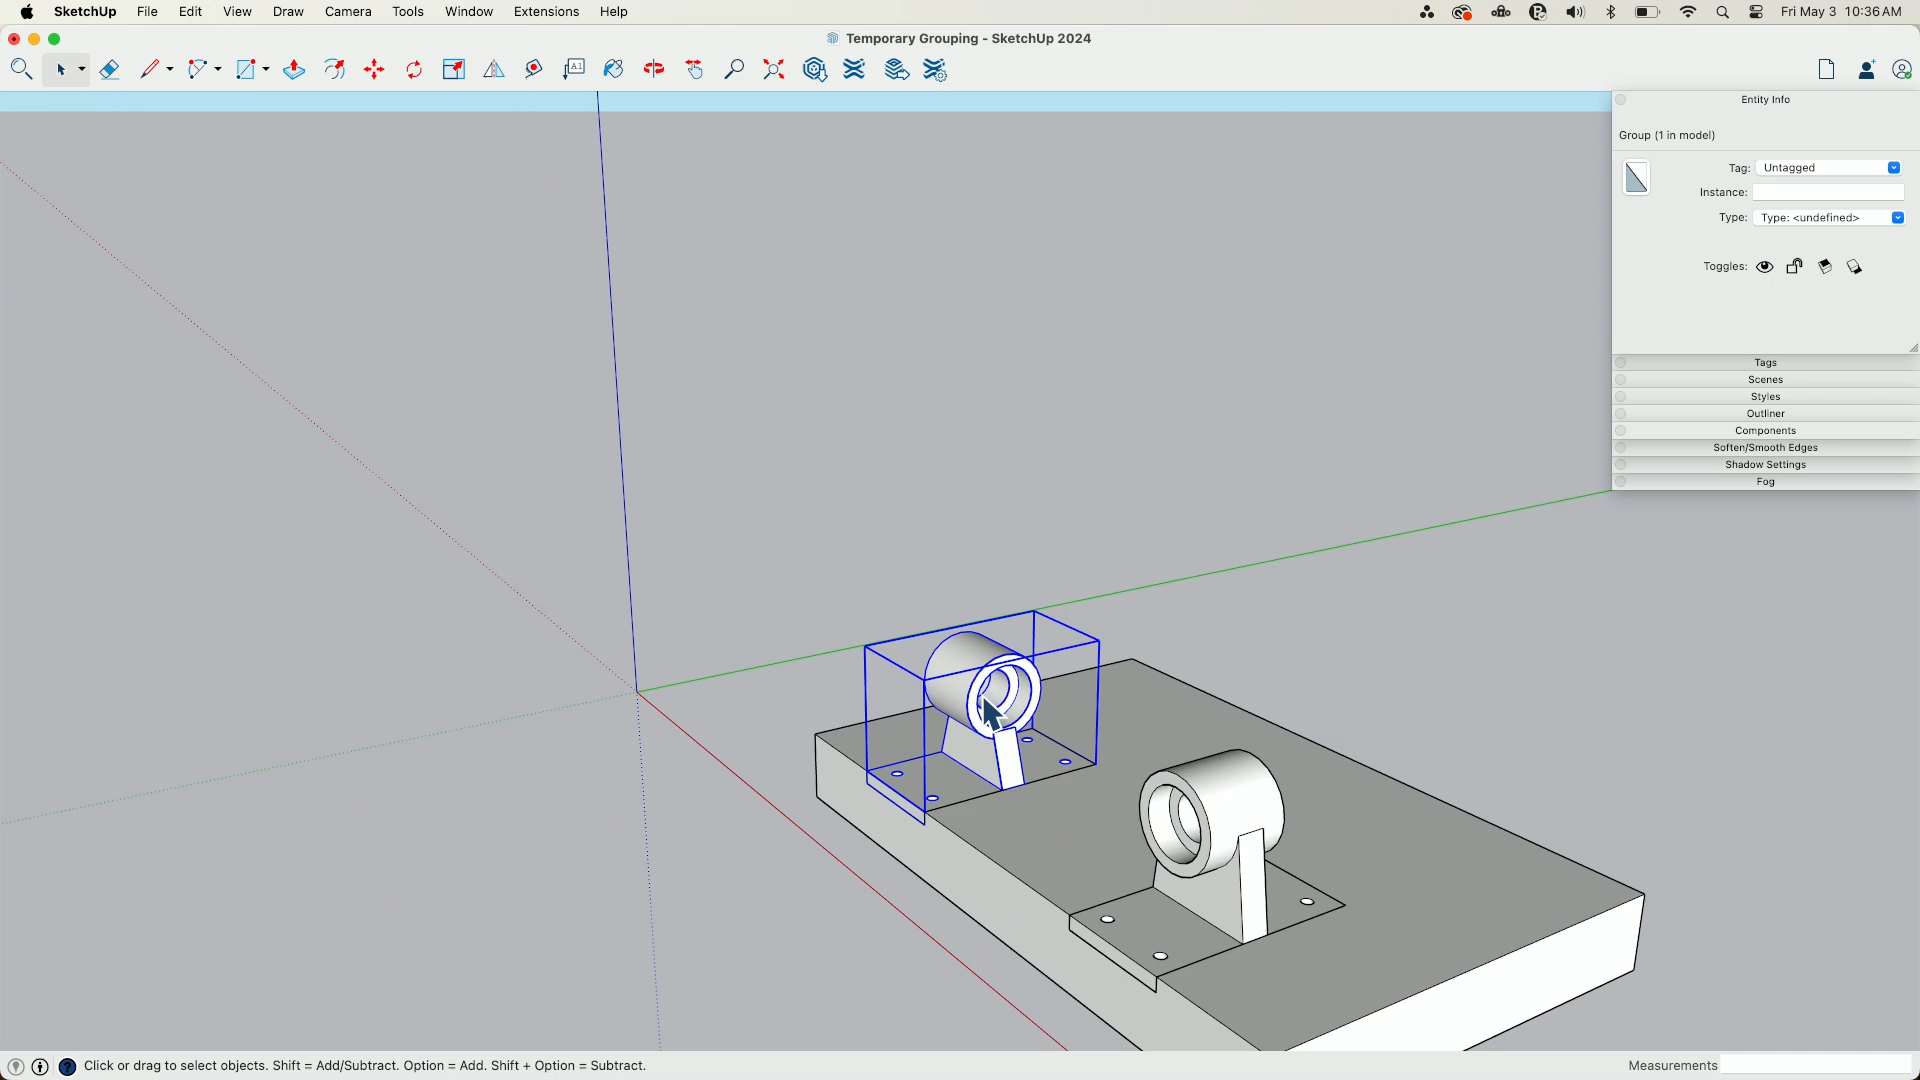 SketchUp File Edit View Draw Camera Tools Window Extensions Help
Fri May 3 10:36 AM
Temporary Grouping - SketchUp 2024
A1
Entity Info
Group (1 in model)
Tag: Untagged
Instance:
Type: Type: <undefined>
Toggles:
Tags
Scenes
Styles
Outliner
Components
Soften/Smooth Edges
Shadow Settings
Fog
Click or drag to select objects. Shift = Add/Subtract. Option = Add. Shift + Option = Subtract.
Measurements